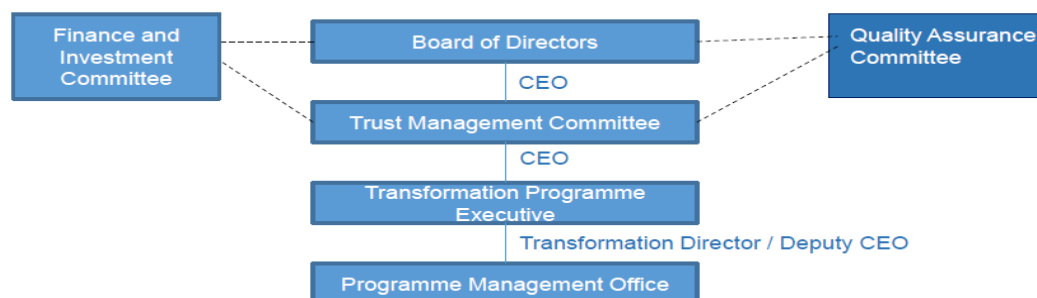 Finance and
Investment
Committee
Board of Directors
Quality Assurance
Committee
CEO
Trust Management Committee
CEO
Transformation Programme
Executive
Transformation Director / Deputy CEO
Programme Management Office